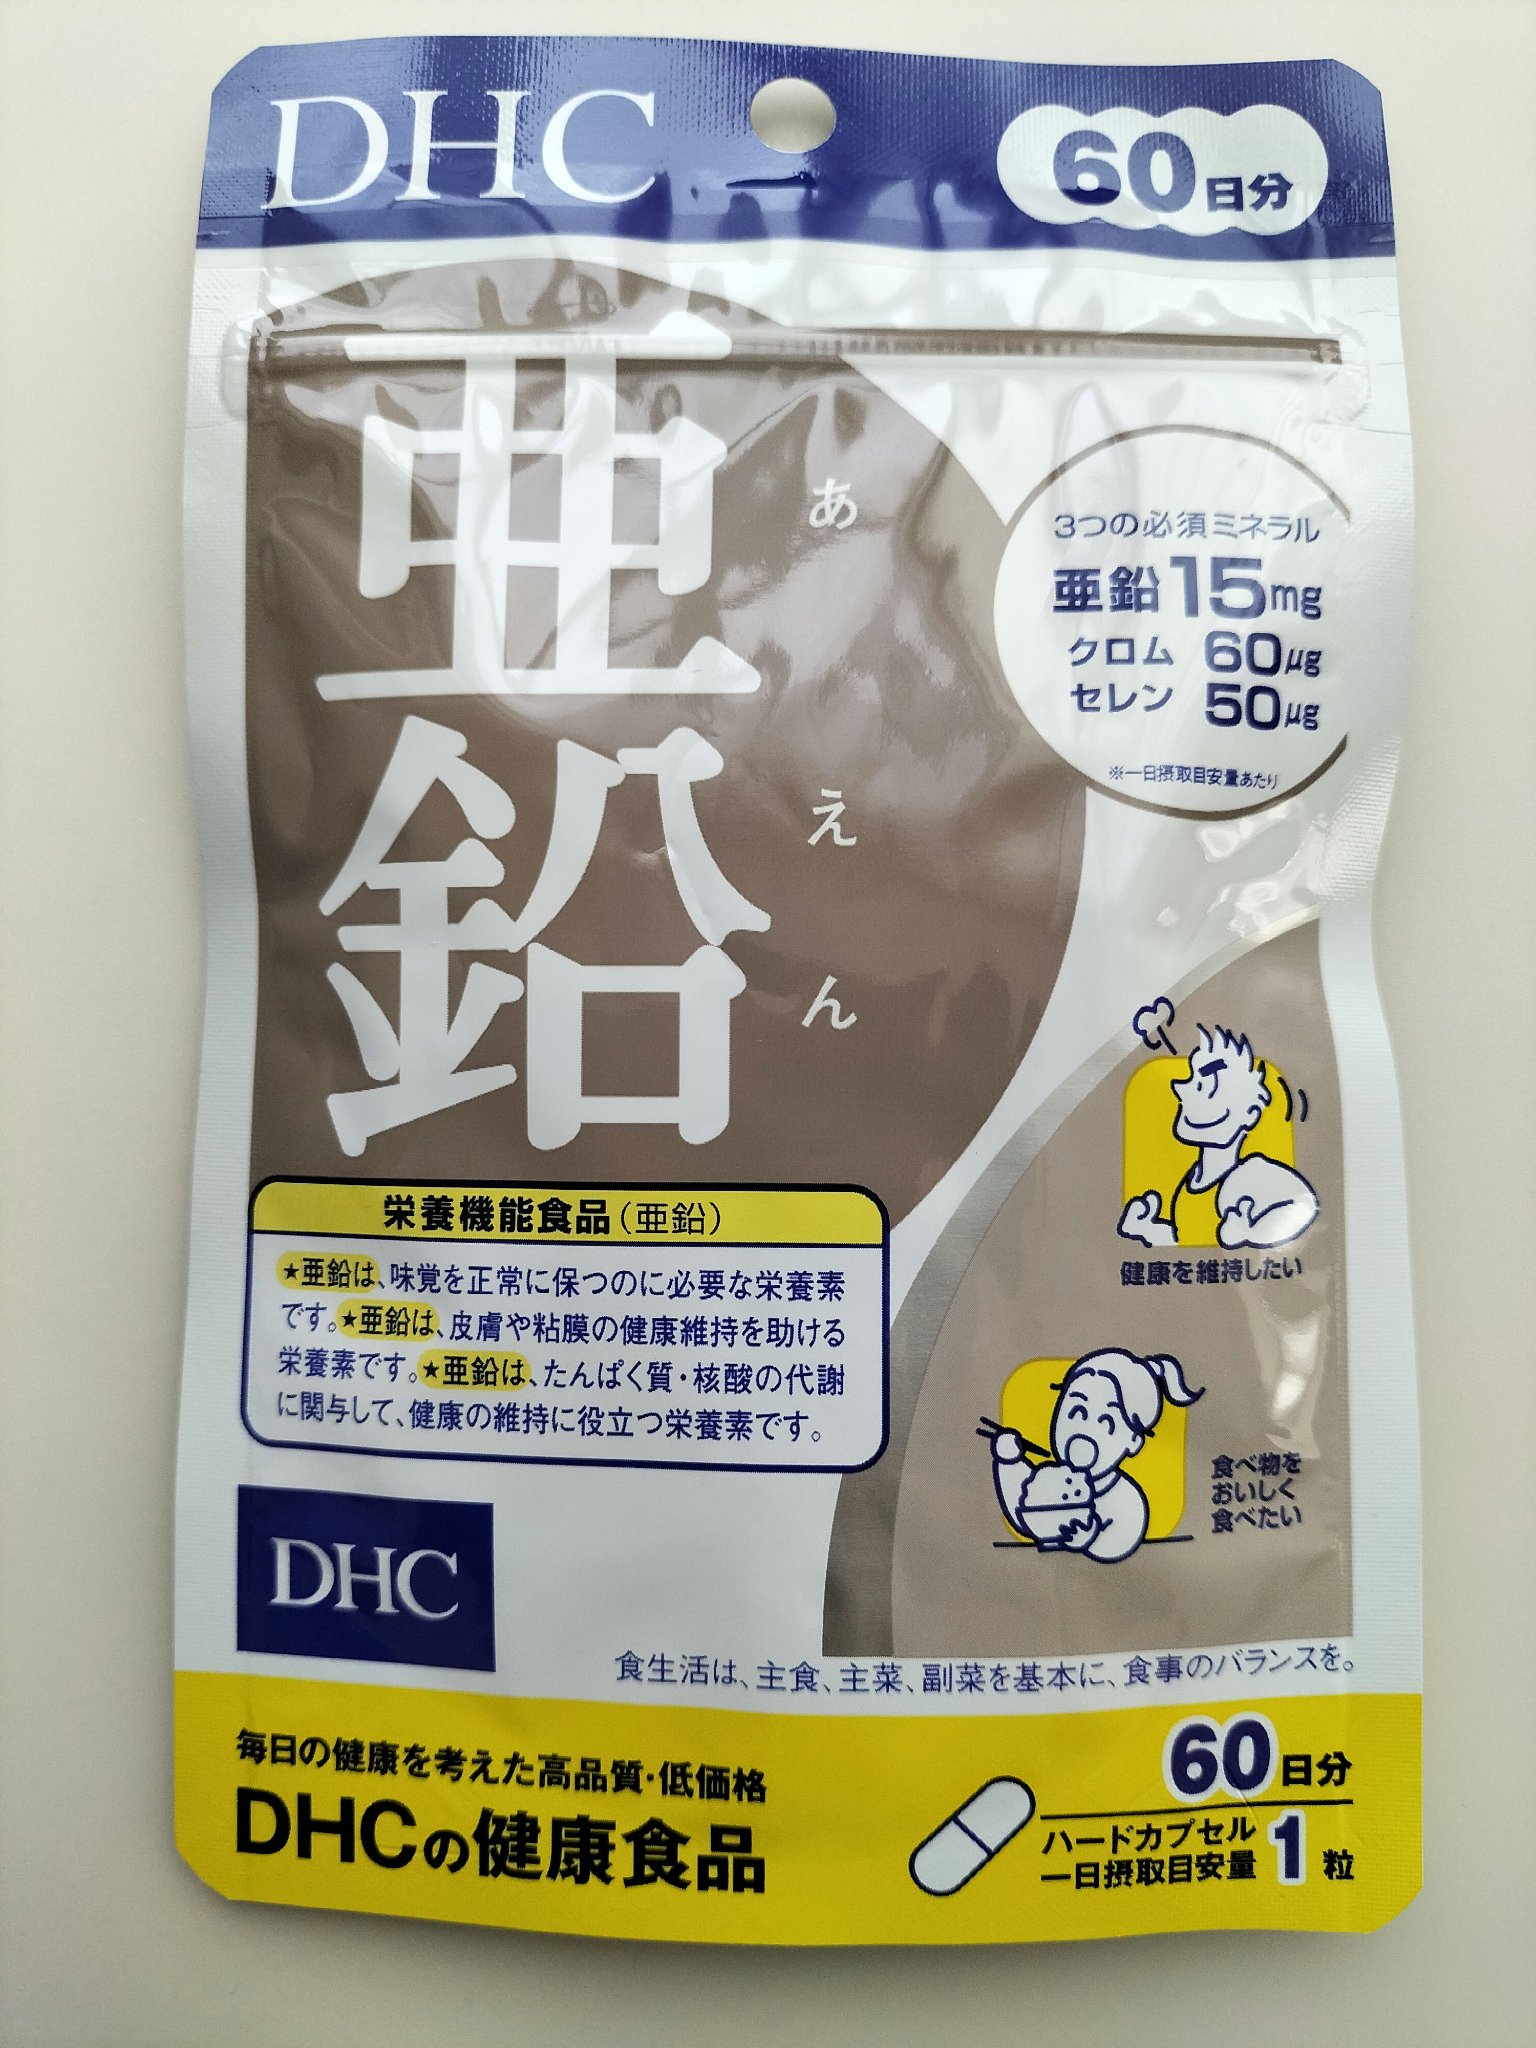 DHC
60日分
亜鉛
あえん
3つの必須ミネラル
亜鉛 15mg
クロム 60μg
セレン 50μg
※一日摂取目安量あたり
健康を維持したい
食べ物を
おいしく
食べたい
栄養機能食品(亜鉛)
★亜鉛は、味覚を正常に保つのに必要な栄養素
です。★亜鉛は、皮膚や粘膜の健康維持を助ける
栄養素です。★亜鉛は、たんぱく質・核酸の代謝
に関与して、健康の維持に役立つ栄養素です。
DHC
食生活は、主食、主菜、副菜を基本に、食事のバランスを。
毎日の健康を考えた高品質・低価格
DHCの健康食品
60日分
ハードカプセル
一日摂取目安量 1粒